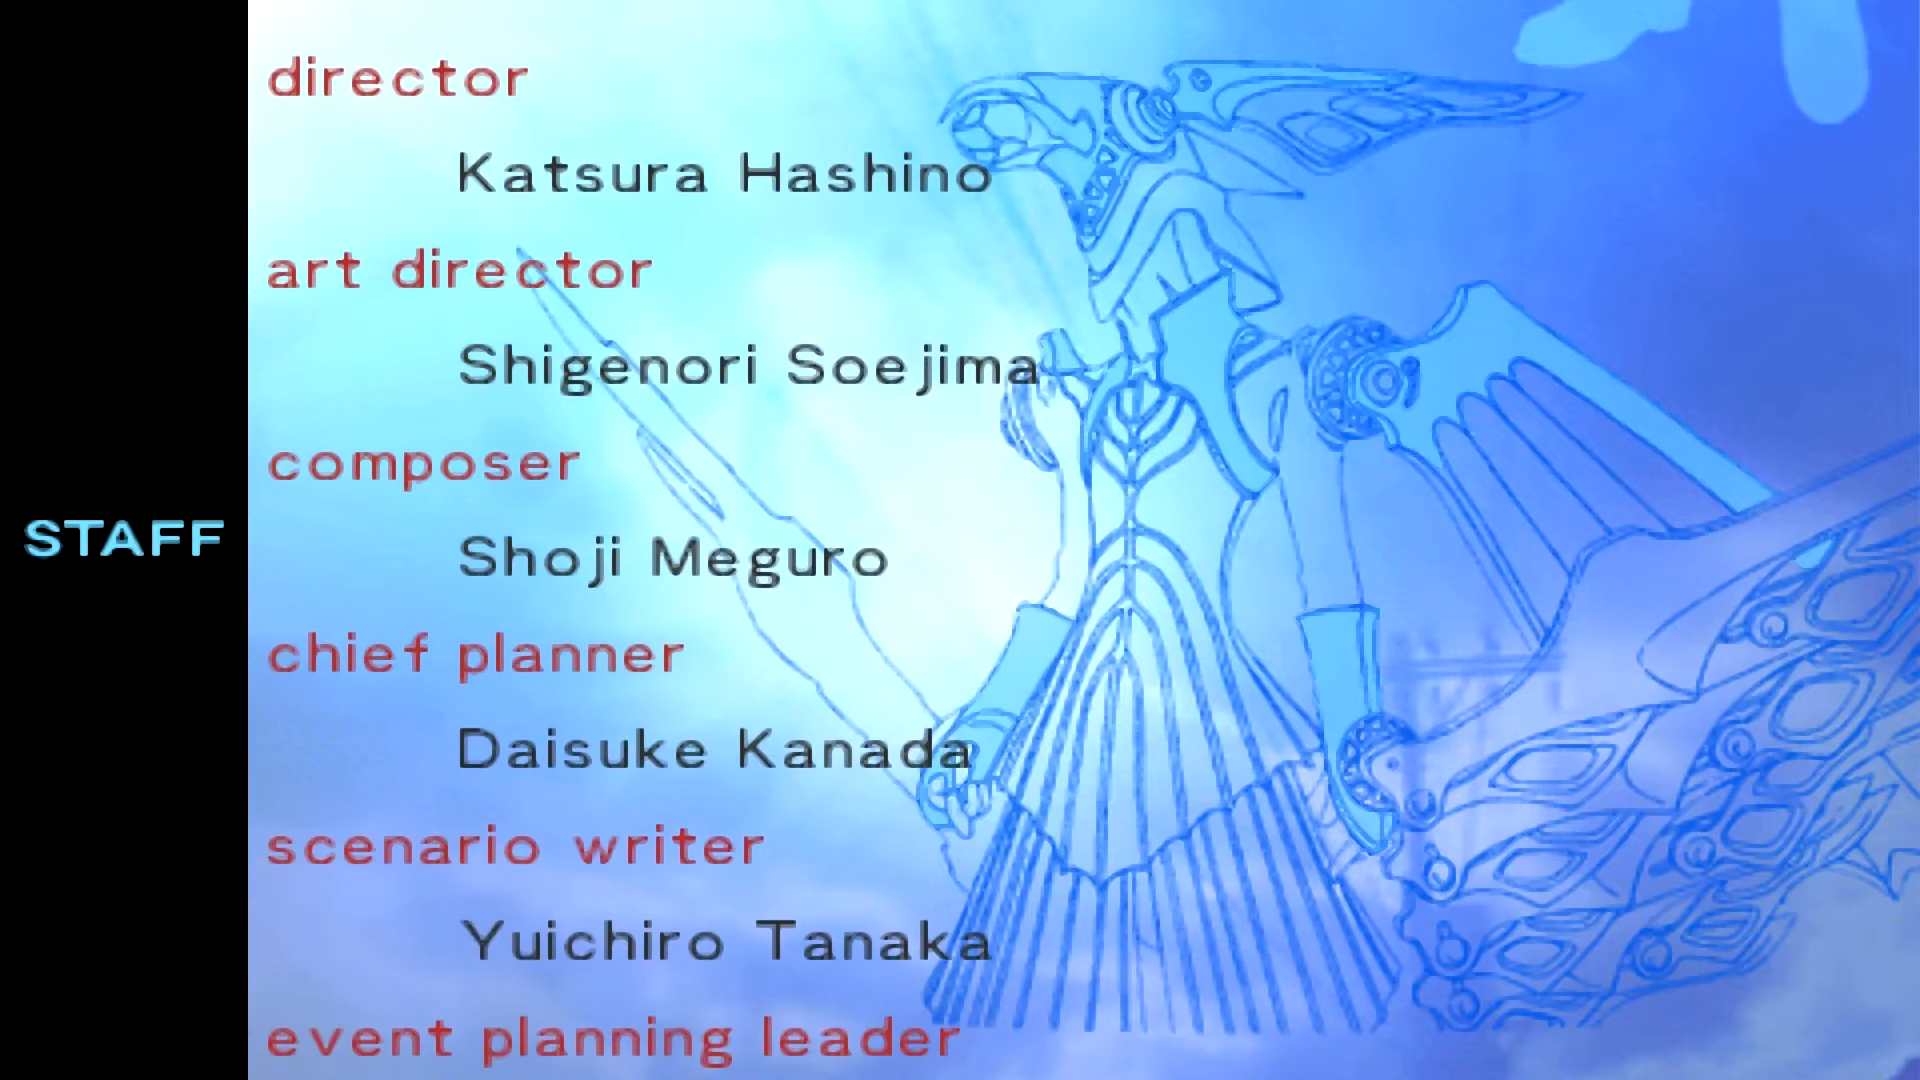 STAFF
director
Katsura Hashino
art director
Shigenori Soejima
composer
Shoji Meguro
chief planner
Daisuke Kanada
scenario writer
Yuichiro Tanaka
event planning leader